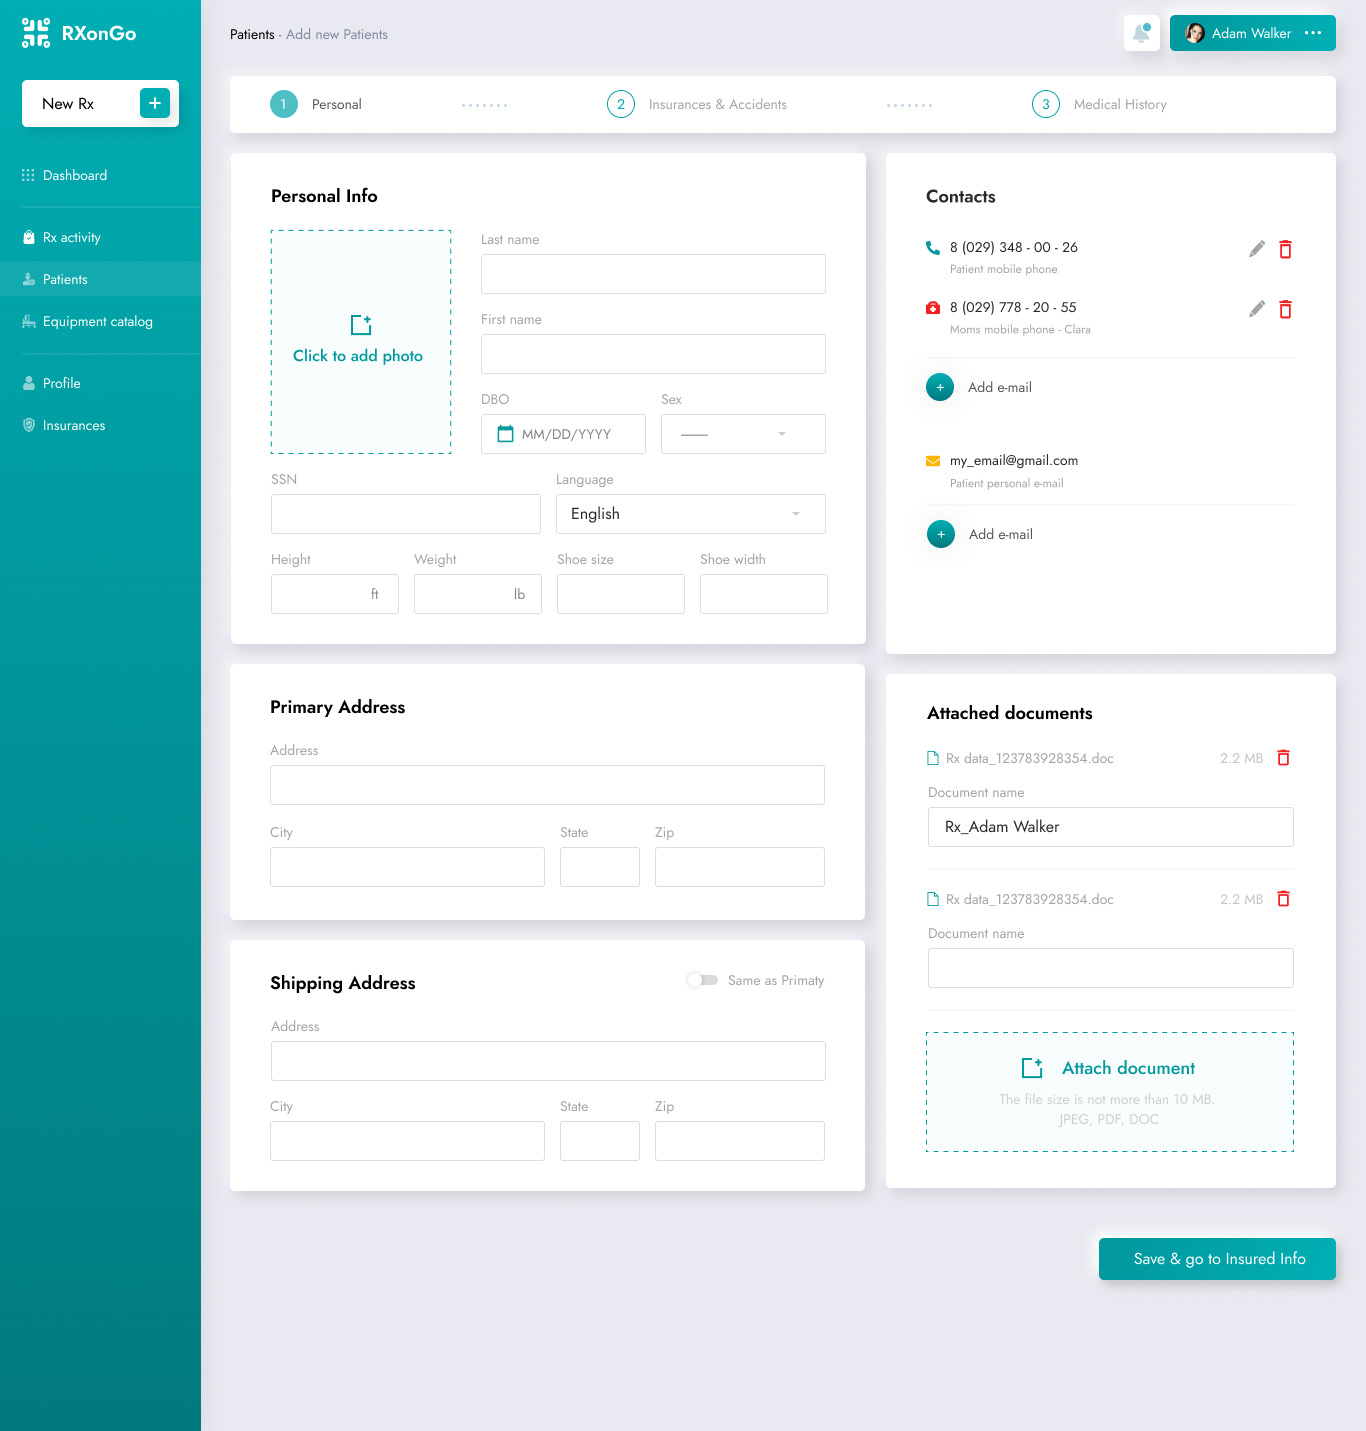 RXonGo
New Rx
Dashboard
Rx activity
Patients
Equipment catalog
Profile
Insurances
Patients - Add new Patients
Adam Walker
1 Personal
2 Insurances & Accidents
3 Medical History
Personal Info
Click to add photo
Last name
First name
DBO
Sex
MM/DD/YYYY
SSN
Language
English
Height
Weight
Shoe size
Shoe width
ft
lb
Primary Address
Address
City
State
Zip
Shipping Address
Same as Primaty
Address
City
State
Zip
Contacts
8 (029) 348 - 00 - 26
Patient mobile phone
8 (029) 778 - 20 - 55
Moms mobile phone - Clara
Add e-mail
my_email@gmail.com
Patient personal e-mail
Add e-mail
Attached documents
Rx data_123783928354.doc 2.2 MB
Document name
Rx_Adam Walker
Rx data_123783928354.doc 2.2 MB
Document name
Attach document
The file size is not more than 10 MB.
JPEG, PDF, DOC
Save & go to Insured Info